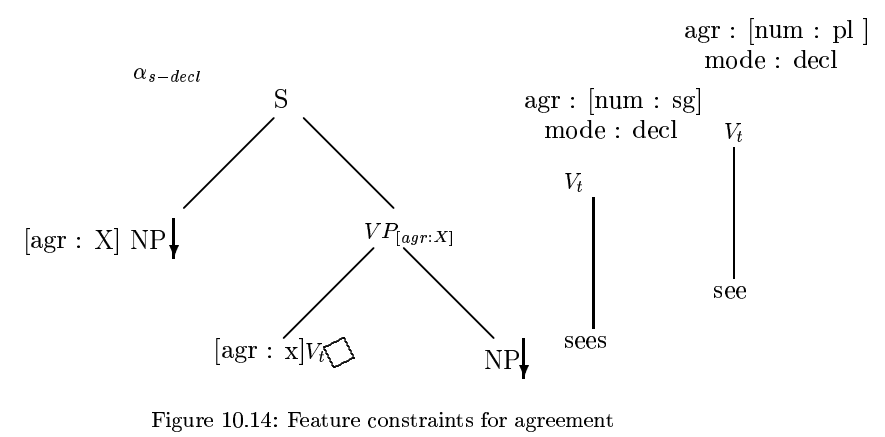 agr : [num : pl ]
mode : decl
α_{s−decl}
S
agr : [num : sg]
mode : decl
V_t
V_t
[agr : X] NP
VP_{[agr:X]}
see
[agr : x]V_t
NP
sees
Figure 10.14: Feature constraints for agreement